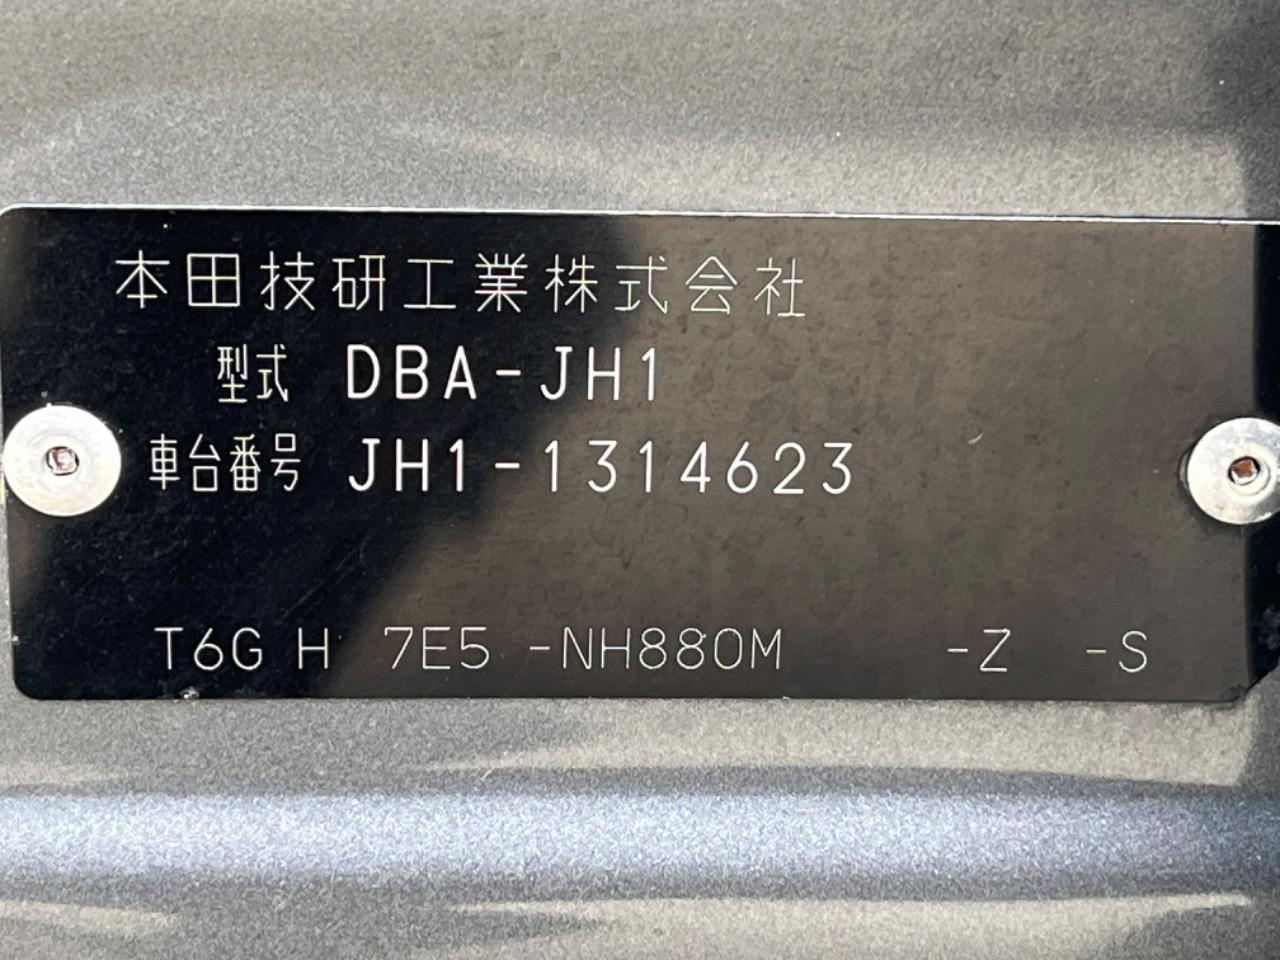 本田技研工業株式会社
型式 DBA-JH1
車台番号 JH1-1314623
T6G H 7E5 -NH880M -Z -S